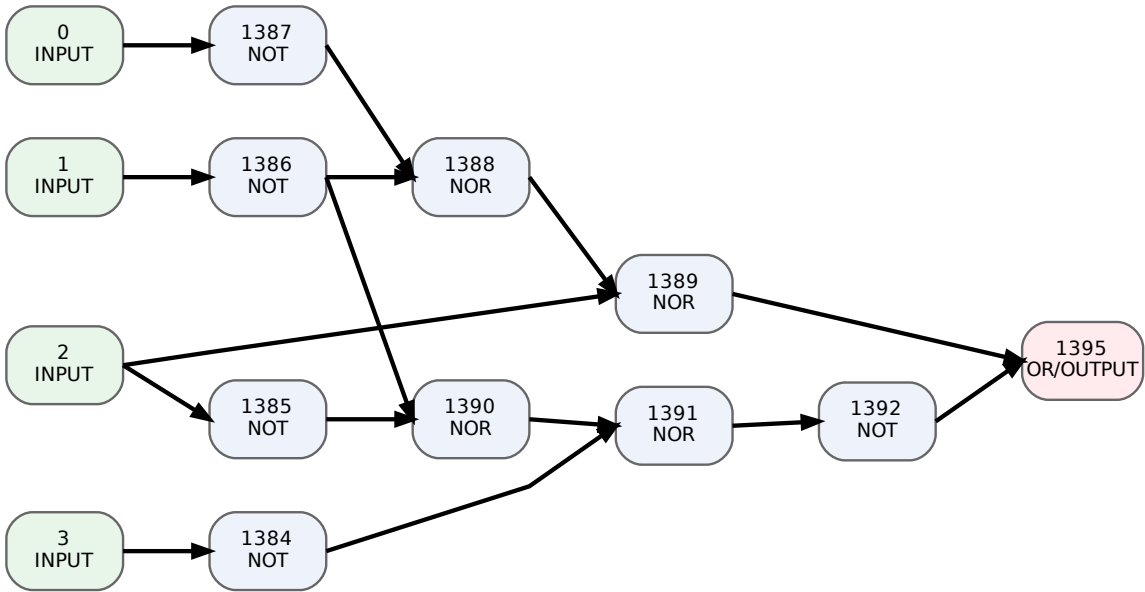 0
INPUT
1387
NOT
1
INPUT
1386
NOT
1388
NOR
1389
NOR
2
INPUT
1395
OR/OUTPUT
1385
NOT
1390
NOR
1391
NOR
1392
NOT
3
INPUT
1384
NOT